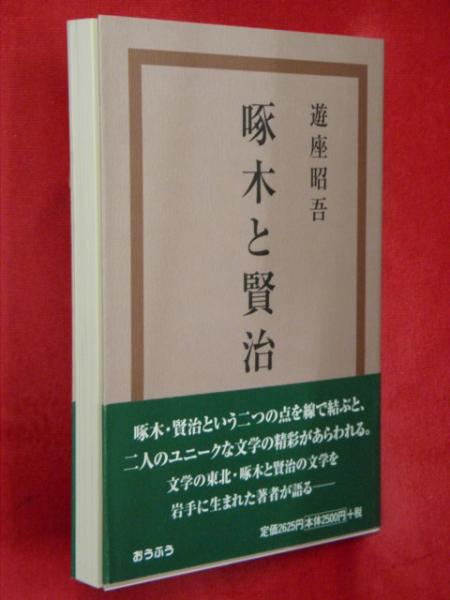 遊座昭吾
啄木と賢治
啄木・賢治という二つの点を線で結ぶと、
二人のユニークな文学の精彩があらわれる。
文学の東北・啄木と賢治の文学を
岩手に生まれた著者が語る──
定価2625円 本体2500円+税
おうふう